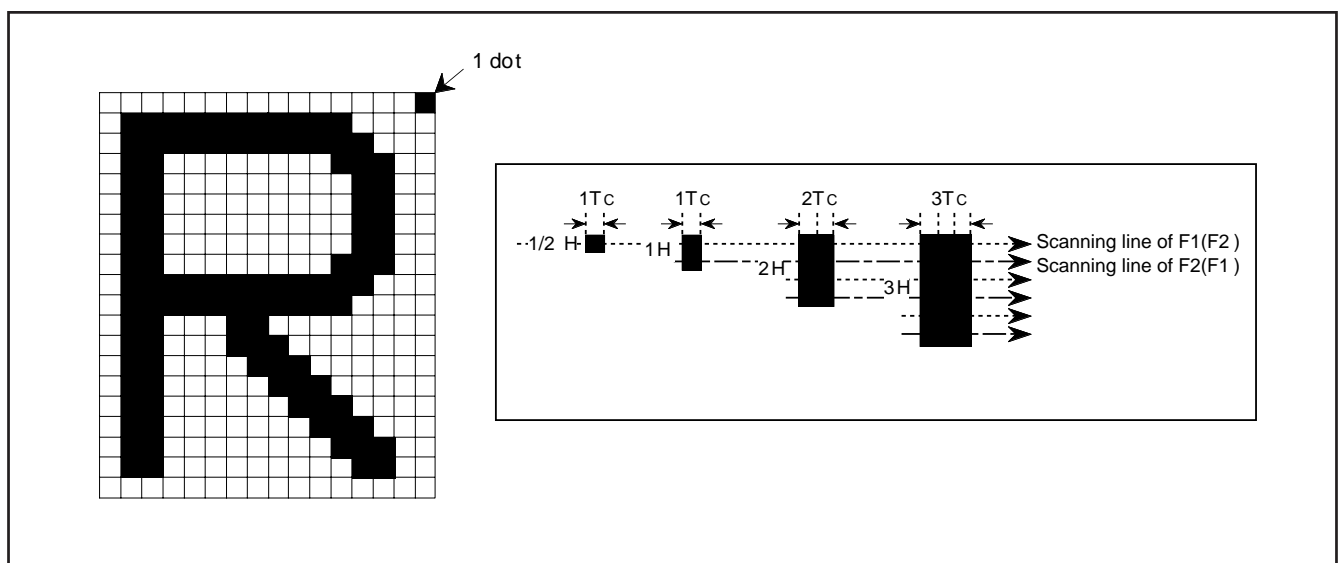 1 dot
1TC 1TC 2TC 3TC
1/2 H 1H 2H 3H
Scanning line of F1(F2 )
Scanning line of F2(F1 )
R